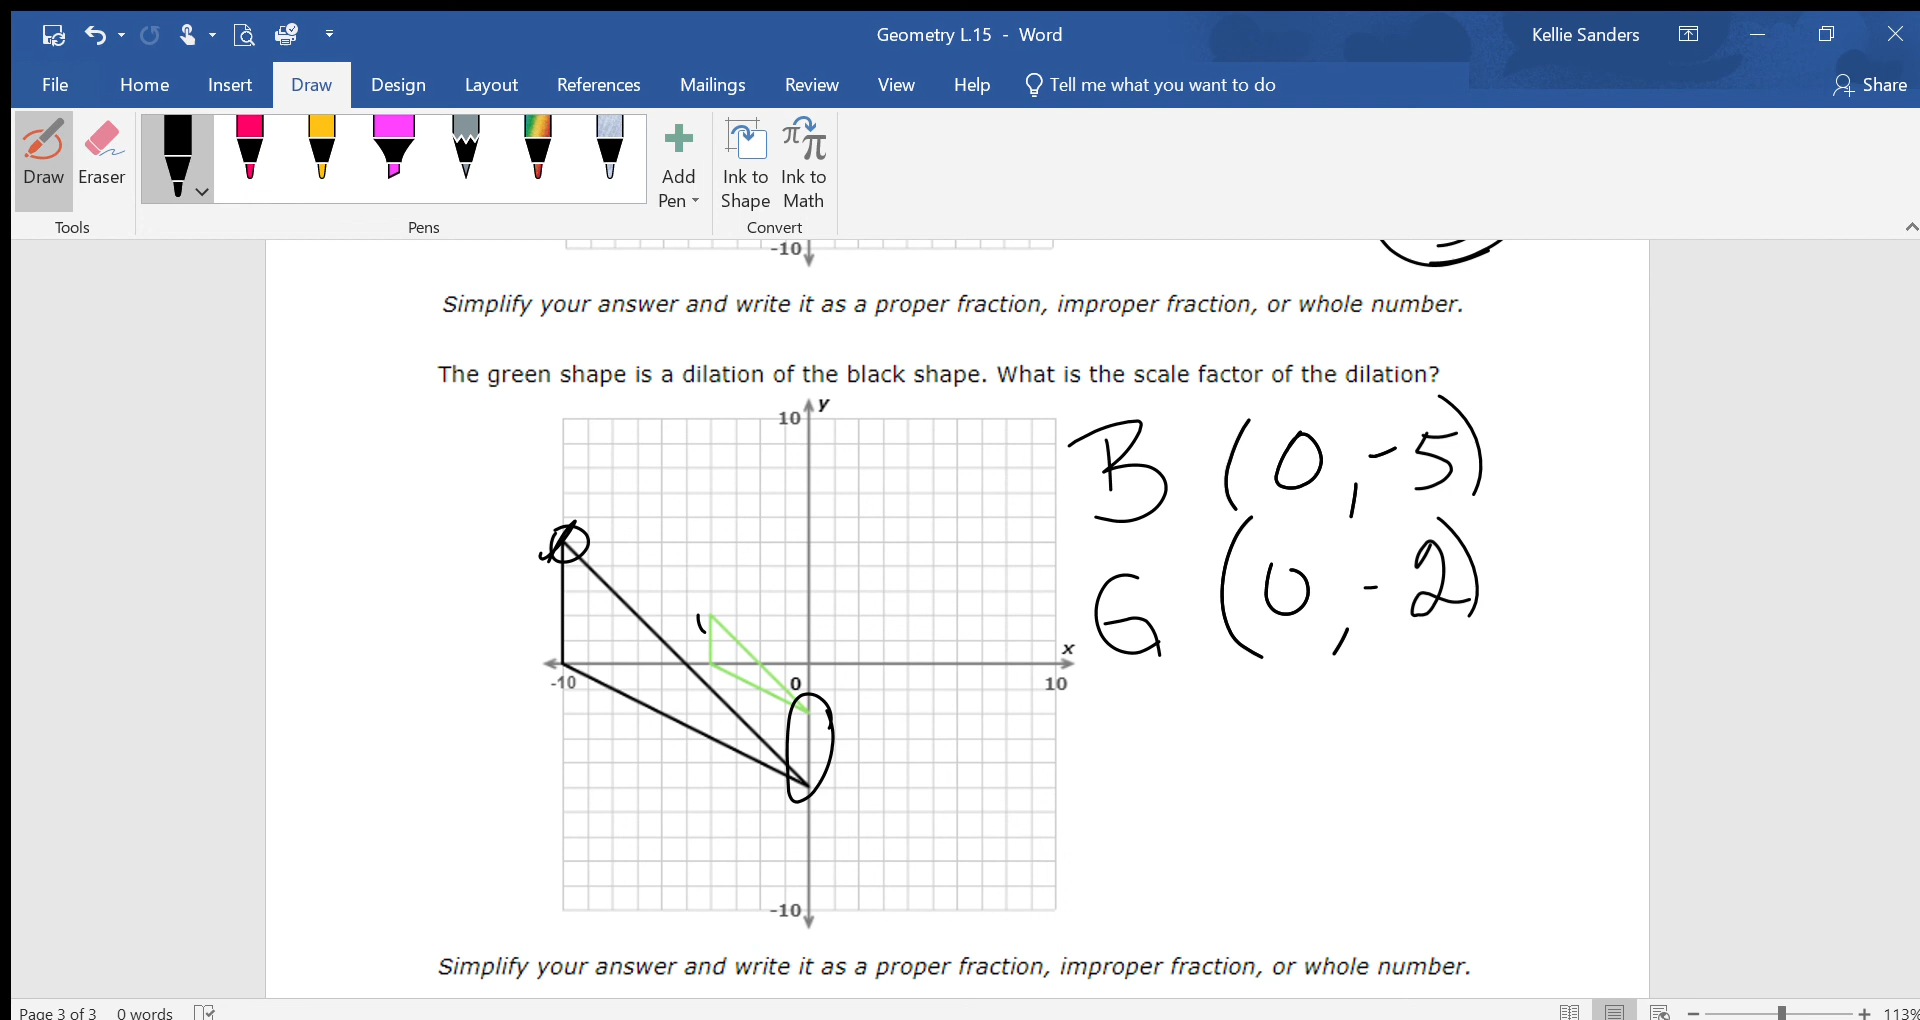 Geometry L.15 - Word
Kellie Sanders
File Home Insert Draw Design Layout References Mailings Review View Help Tell me what you want to do Share
Draw Eraser
Add Pen
Ink to Shape
Ink to Math
Tools Pens Convert
-10
Simplify your answer and write it as a proper fraction, improper fraction, or whole number.
The green shape is a dilation of the black shape. What is the scale factor of the dilation?
10 y
B (0, -5)
G (0, -2)
x
-10 0 10
-10
Simplify your answer and write it as a proper fraction, improper fraction, or whole number.
Page 3 of 3 0 words 113%